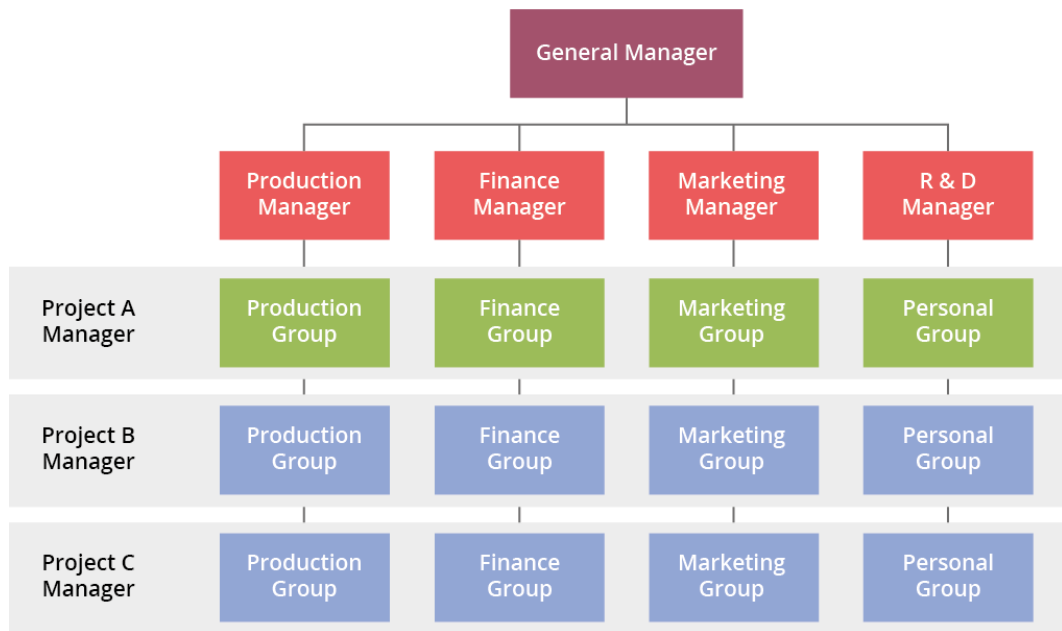 General Manager
Production
Manager
Finance
Manager
Marketing
Manager
R & D
Manager
Project A
Manager
Production
Group
Finance
Group
Marketing
Group
Personal
Group
Project B
Manager
Production
Group
Finance
Group
Marketing
Group
Personal
Group
Project C
Manager
Production
Group
Finance
Group
Marketing
Group
Personal
Group